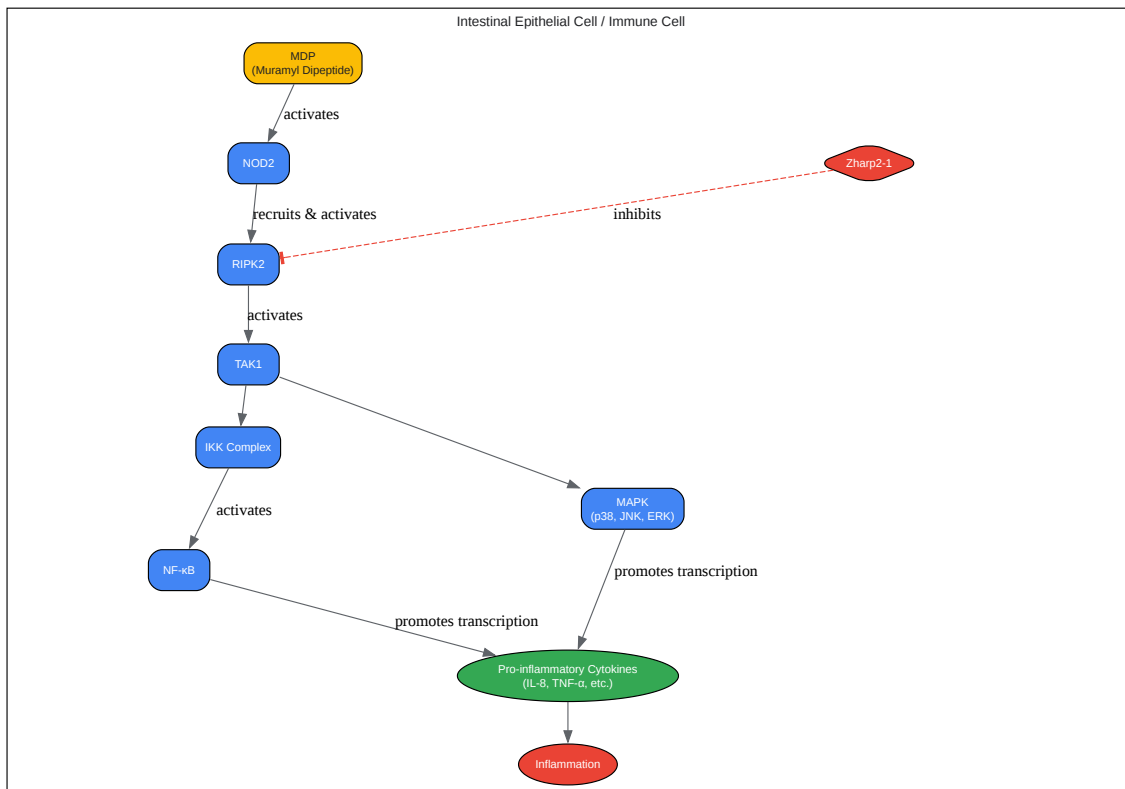 Intestinal Epithelial Cell / Immune Cell
MDP
(Muramyl Dipeptide)
activates
NOD2
Zharp2-1
recruits & activates
inhibits
RIPK2
activates
TAK1
IKK Complex
MAPK
(p38, JNK, ERK)
activates
NF-κB
promotes transcription
promotes transcription
Pro-inflammatory Cytokines
(IL-8, TNF-α, etc.)
Inflammation